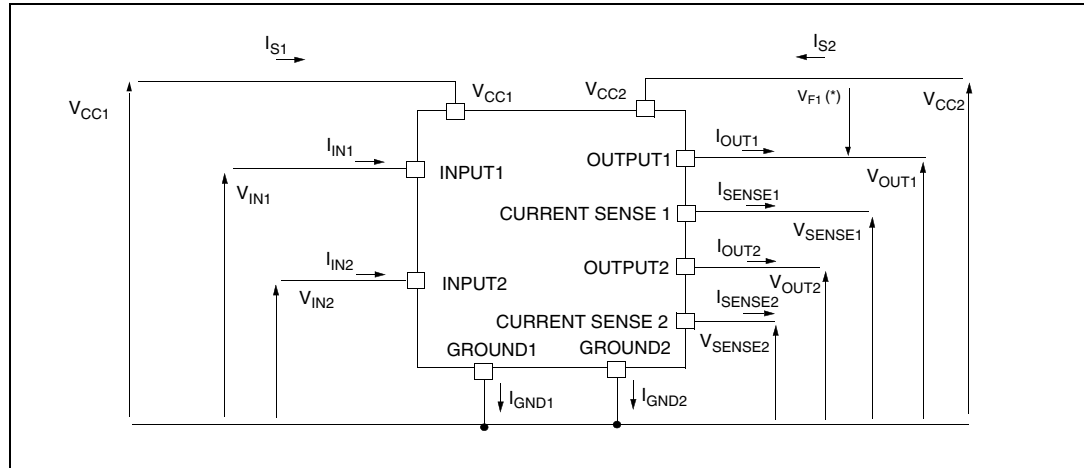 I_S1
I_S2
V_CC1
V_CC1
V_CC2
V_F1 (*)
V_CC2
I_IN1
INPUT1
V_IN1
OUTPUT1
I_OUT1
V_OUT1
CURRENT SENSE 1
I_SENSE1
V_SENSE1
I_IN2
INPUT2
V_IN2
OUTPUT2
I_OUT2
V_OUT2
CURRENT SENSE 2
I_SENSE2
V_SENSE2
GROUND1
GROUND2
I_GND1
I_GND2